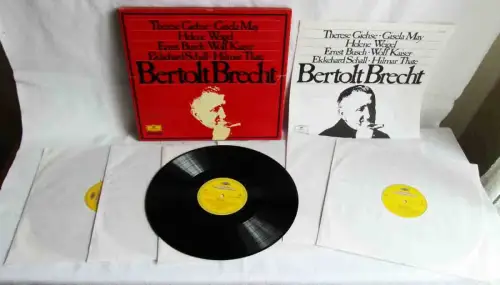 Therese Giehse · Gisela May
Helene Weigel
Ernst Busch · Wolf Kaiser
Ekkehard Schall · Hilmar Thate
Bertolt Brecht
Therese Giehse · Gisela May
Helene Weigel
Ernst Busch · Wolf Kaiser
Ekkehard Schall · Hilmar Thate
Bertolt Brecht